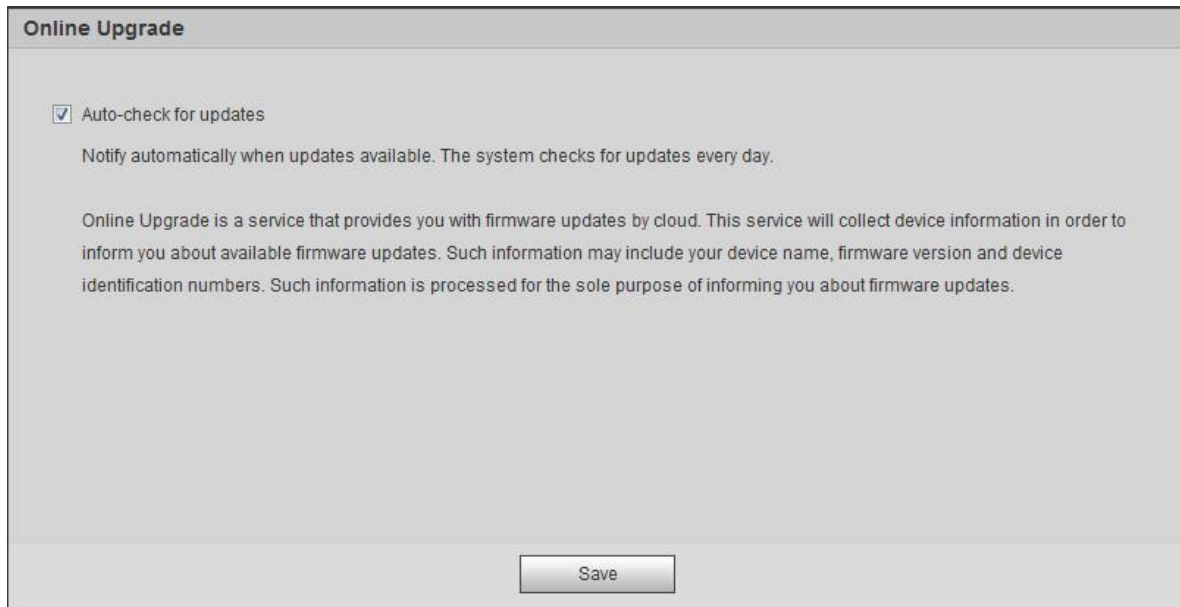 Online Upgrade
Auto-check for updates
Notify automatically when updates available. The system checks for updates every day.
Online Upgrade is a service that provides you with firmware updates by cloud. This service will collect device information in order to
inform you about available firmware updates. Such information may include your device name, firmware version and device
identification numbers. Such information is processed for the sole purpose of informing you about firmware updates.
Save